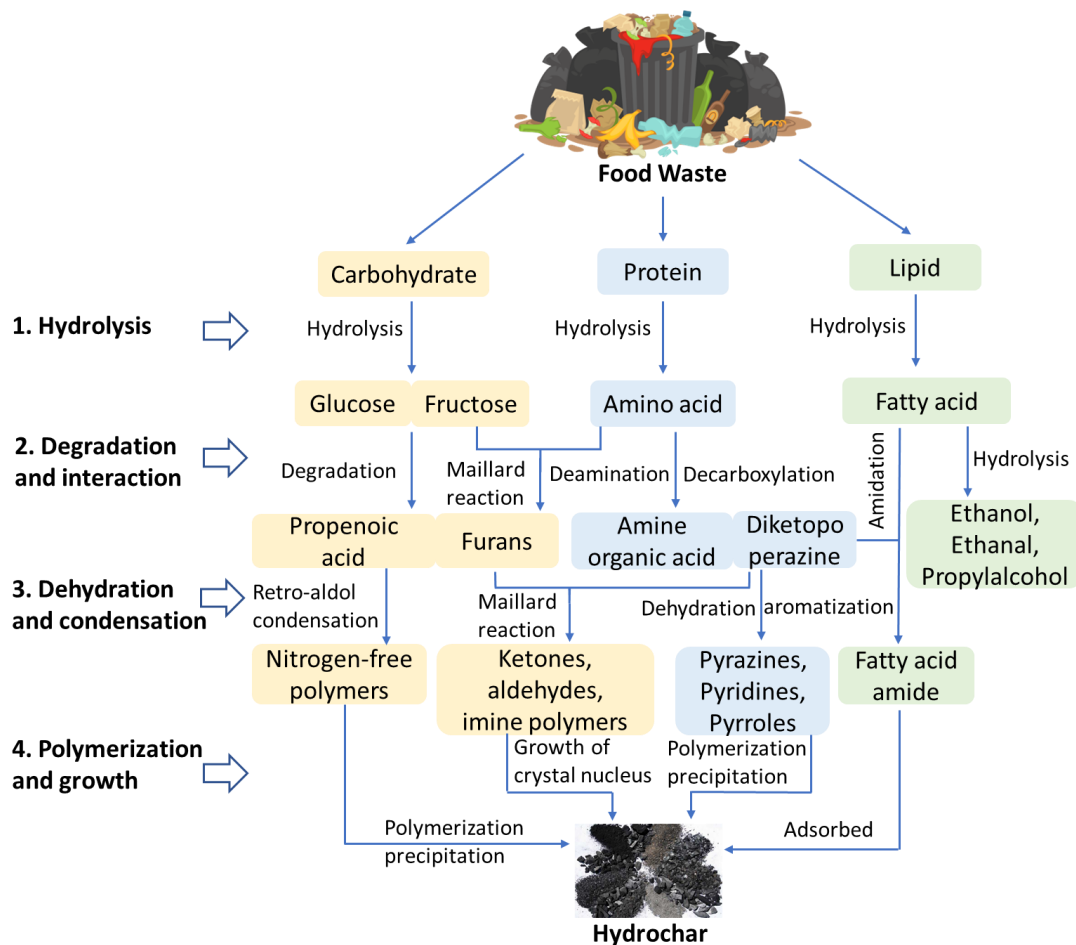 Food Waste
Carbohydrate
Protein
Lipid
1. Hydrolysis
Hydrolysis
Hydrolysis
Hydrolysis
Glucose
Fructose
Amino acid
Fatty acid
2. Degradation
and interaction
Degradation
Maillard
reaction
Deamination
Decarboxylation
Amidation
Hydrolysis
Propenoic
acid
Furans
Amine
organic acid
Diketopo
perazine
Ethanol,
Ethanal,
Propylalcohol
3. Dehydration
and condensation
Retro-aldol
condensation
Maillard
reaction
Dehydration
aromatization
Nitrogen-free
polymers
Ketones,
aldehydes,
imine polymers
Pyrazines,
Pyridines,
Pyrroles
Fatty acid
amide
4. Polymerization
and growth
Growth of
crystal nucleus
Polymerization
precipitation
Polymerization
precipitation
Adsorbed
Hydrochar